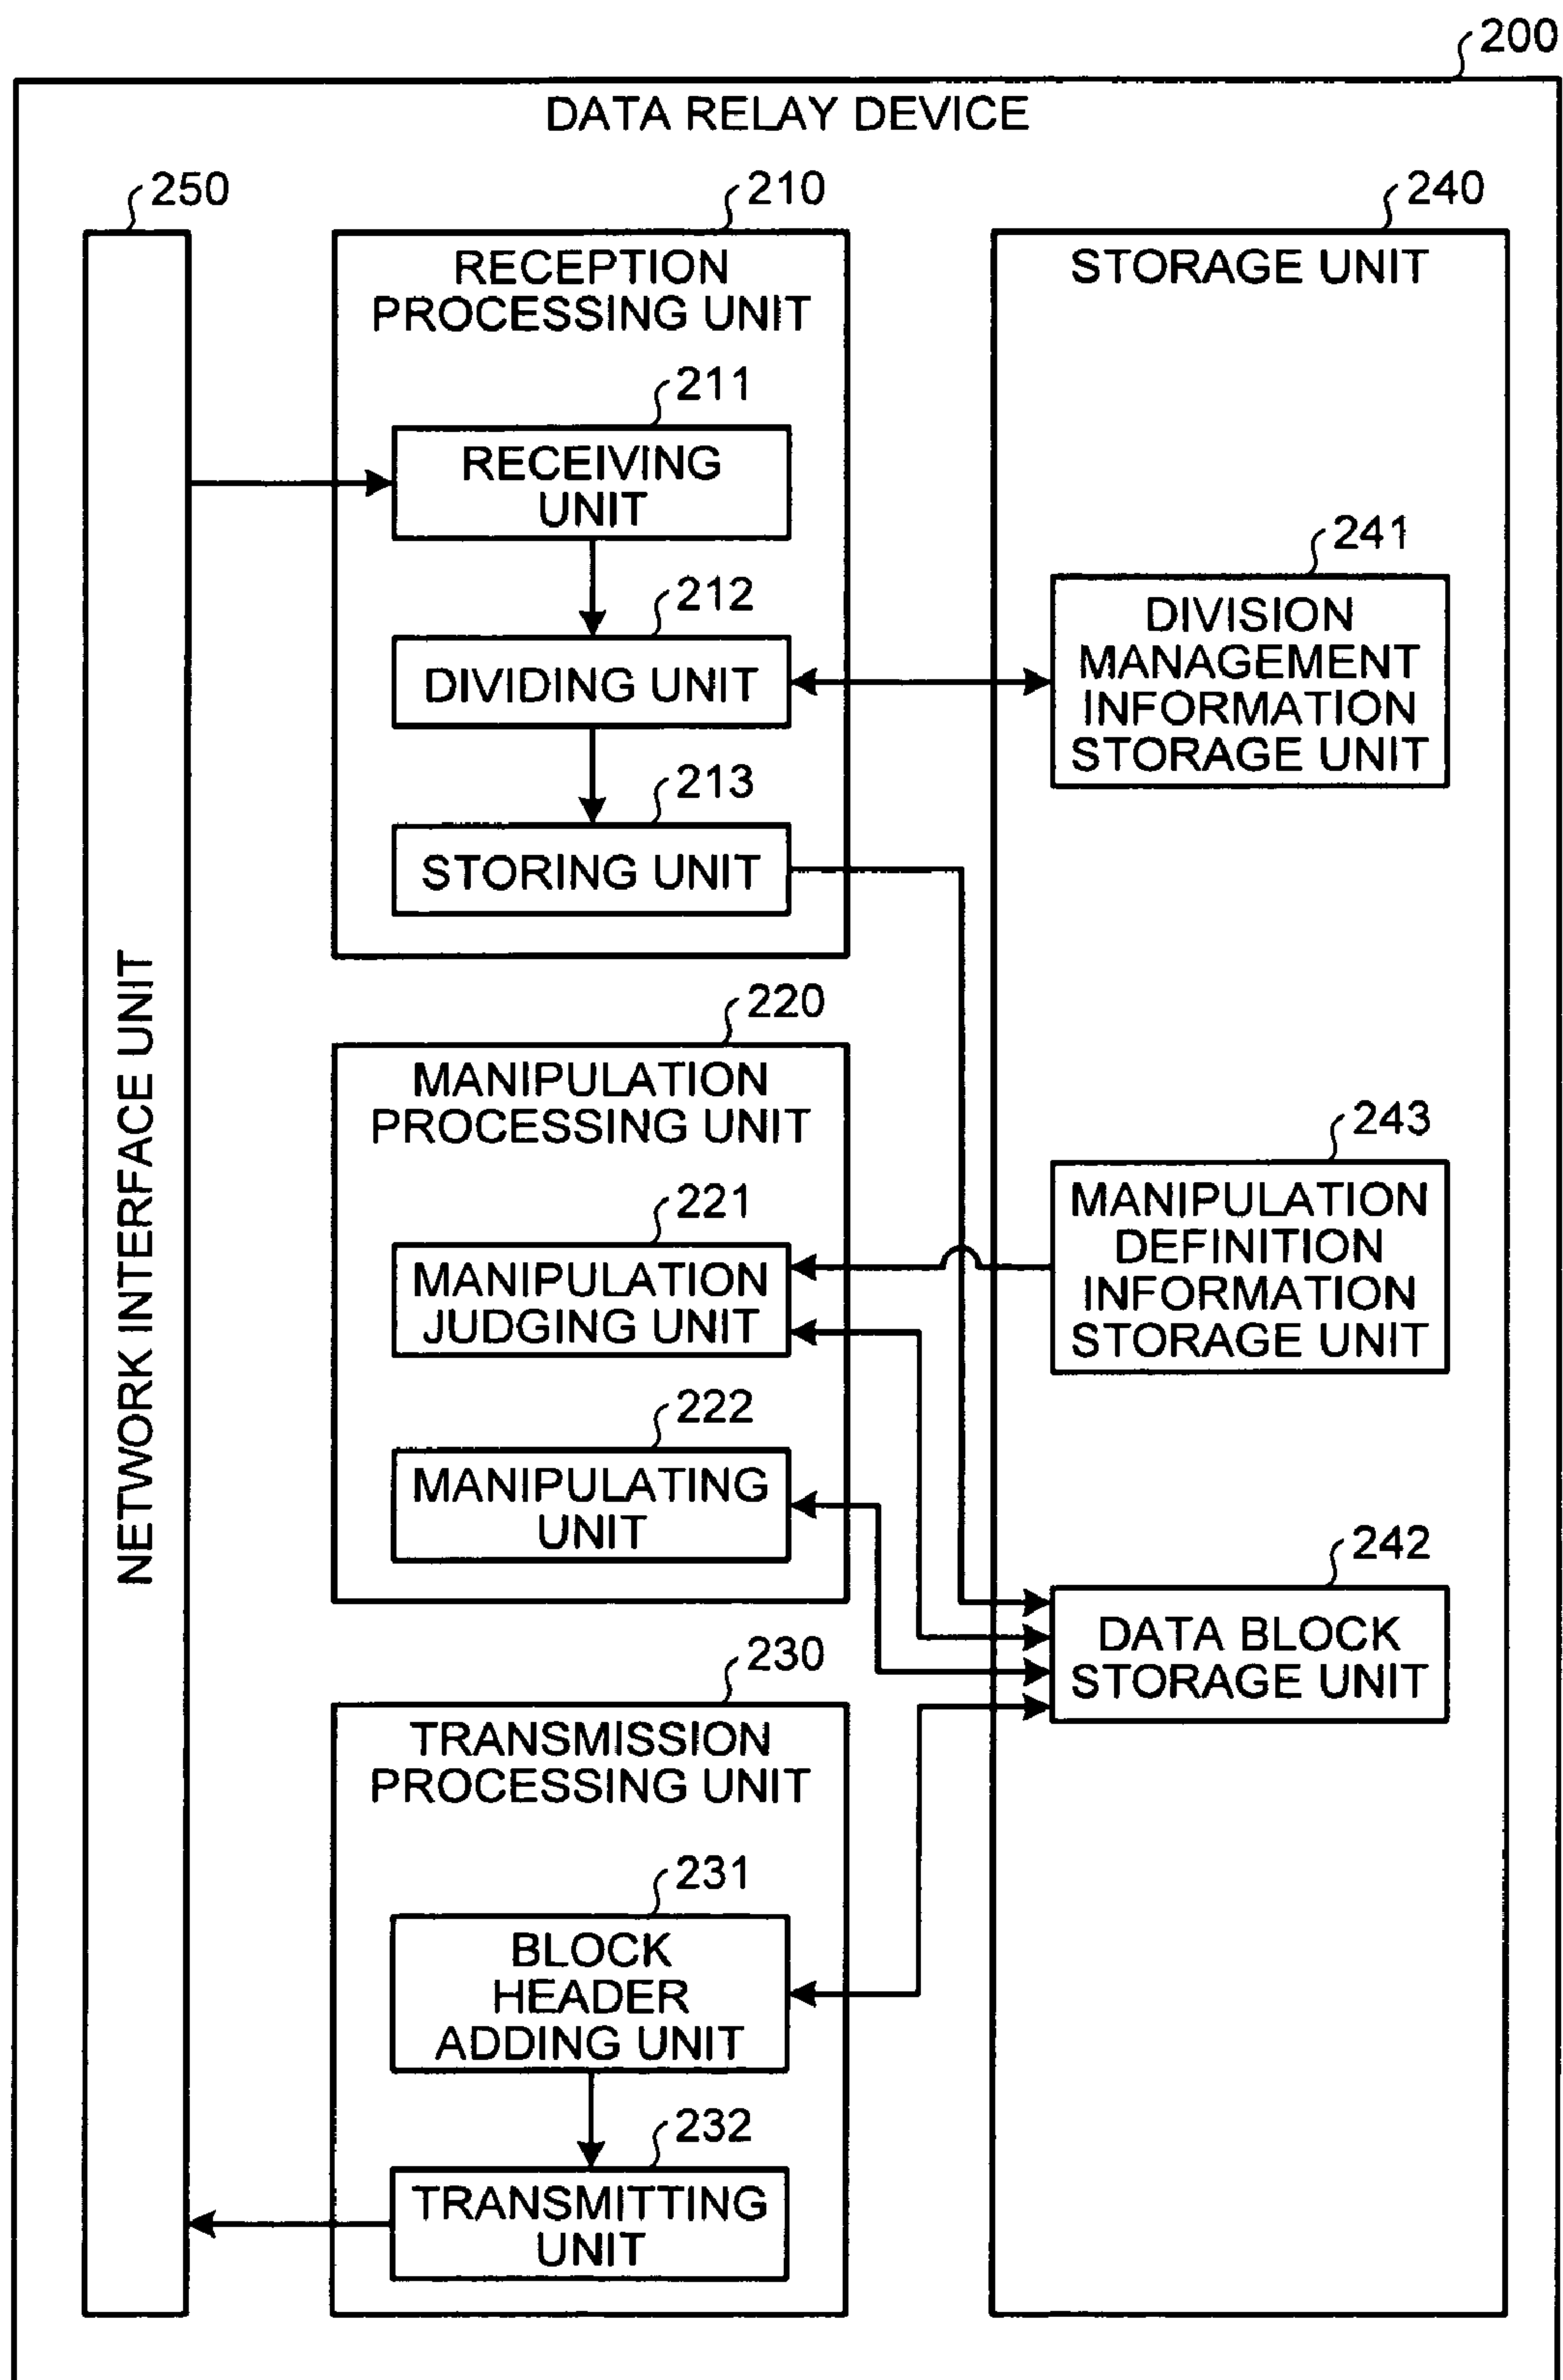 200
DATA RELAY DEVICE
250
NETWORK INTERFACE UNIT
210
RECEPTION
PROCESSING UNIT
211
RECEIVING
UNIT
212
DIVIDING UNIT
213
STORING UNIT
220
MANIPULATION
PROCESSING UNIT
221
MANIPULATION
JUDGING UNIT
222
MANIPULATING
UNIT
230
TRANSMISSION
PROCESSING UNIT
231
BLOCK
HEADER
ADDING UNIT
232
TRANSMITTING
UNIT
240
STORAGE UNIT
241
DIVISION
MANAGEMENT
INFORMATION
STORAGE UNIT
243
MANIPULATION
DEFINITION
INFORMATION
STORAGE UNIT
242
DATA BLOCK
STORAGE UNIT